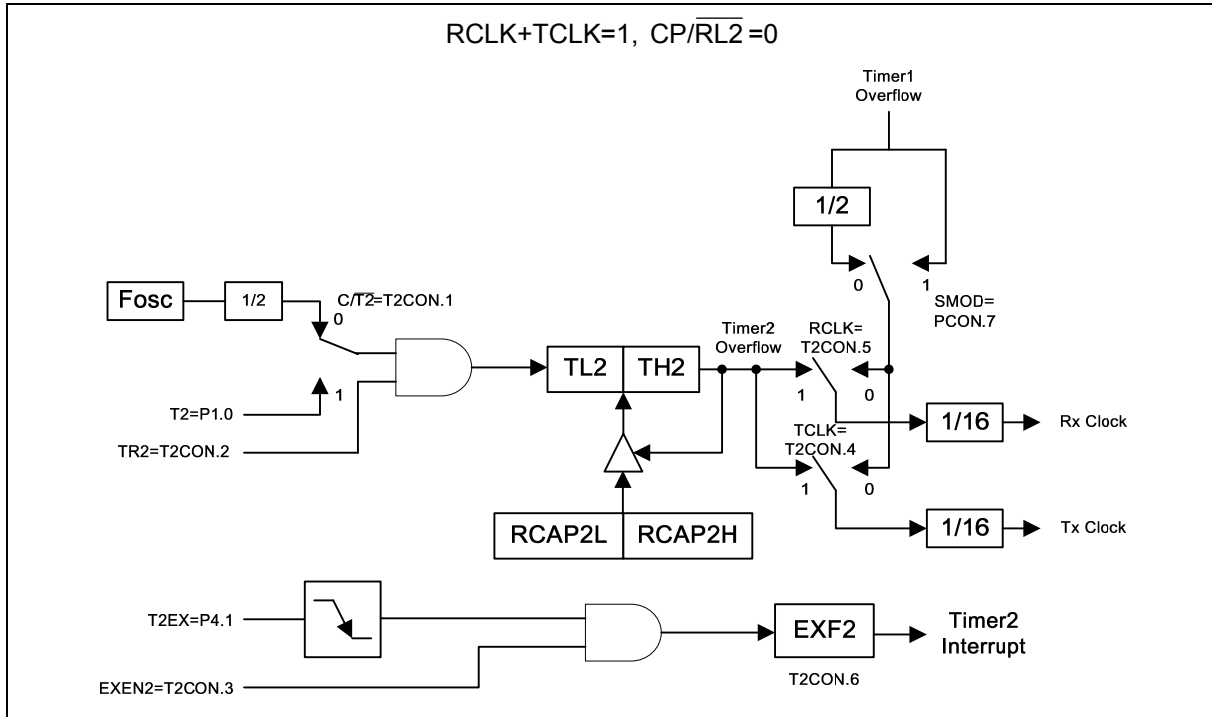 RCLK+TCLK=1, CP/RL2=0
Timer1
Overflow
1/2
0
1
SMOD=
PCON.7
Fosc
1/2
C/T2=T2CON.1
0
1
T2=P1.0
TR2=T2CON.2
TL2
TH2
Timer2
Overflow
RCLK=
T2CON.5
1
0
1/16
Rx Clock
TCLK=
T2CON.4
1
0
1/16
Tx Clock
RCAP2L
RCAP2H
T2EX=P4.1
EXEN2=T2CON.3
EXF2
T2CON.6
Timer2
Interrupt